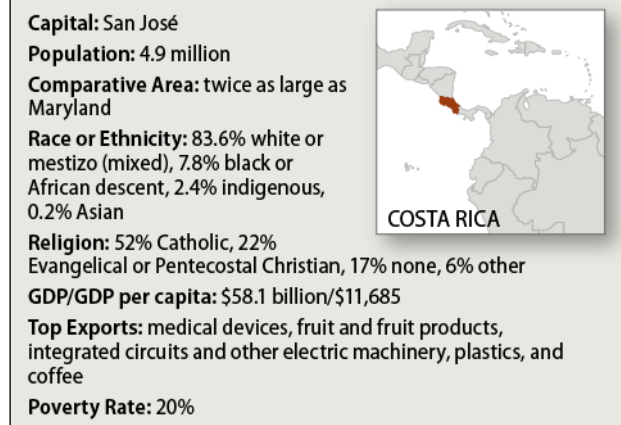 Capital: San José
Population: 4.9 million
Comparative Area: twice as large as
Maryland
Race or Ethnicity: 83.6% white or
mestizo (mixed), 7.8% black or
African descent, 2.4% indigenous,
0.2% Asian
Religion: 52% Catholic, 22%
Evangelical or Pentecostal Christian, 17% none, 6% other
GDP/GDP per capita: $58.1 billion/$11,685
Top Exports: medical devices, fruit and fruit products,
integrated circuits and other electric machinery, plastics, and
coffee
Poverty Rate: 20%
COSTA RICA